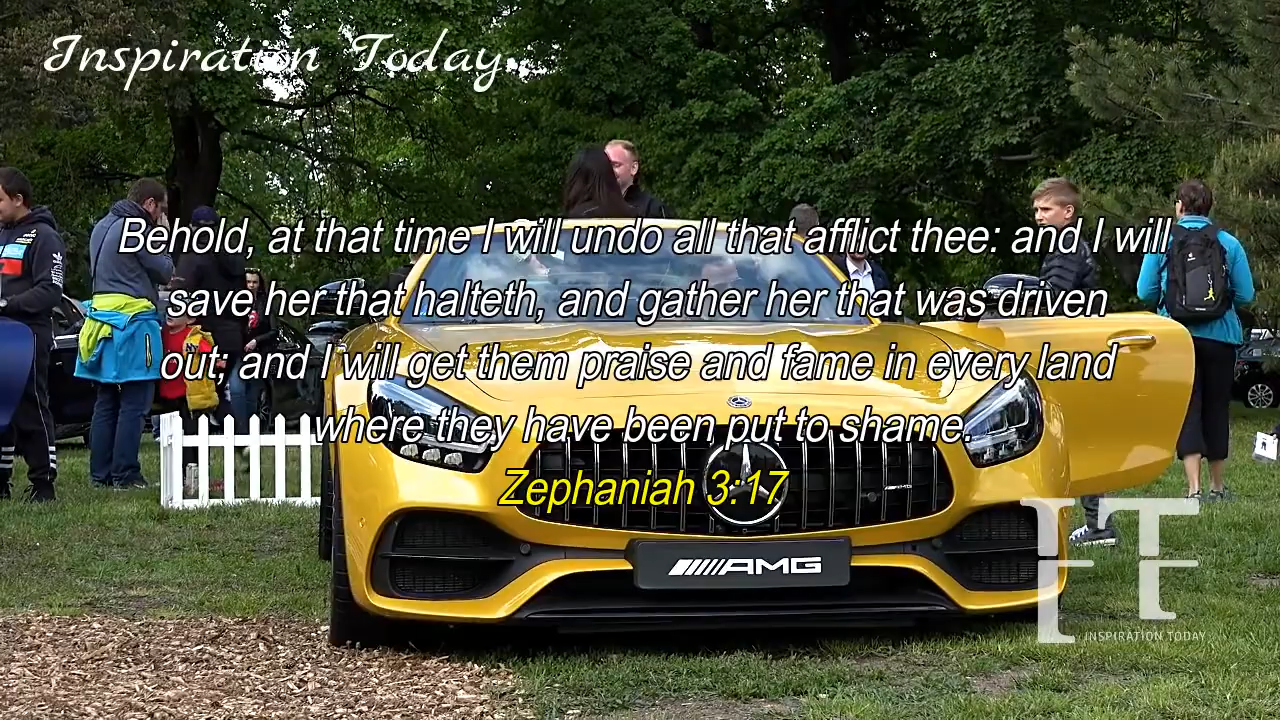 Inspiration Today..
Behold, at that time I will undo all that afflict thee: and I will
save her that halteth, and gather her that was driven
out; and I will get them praise and fame in every land
where they have been put to shame.
Zephaniah 3:17
AMG
IT
INSPIRATION TODAY